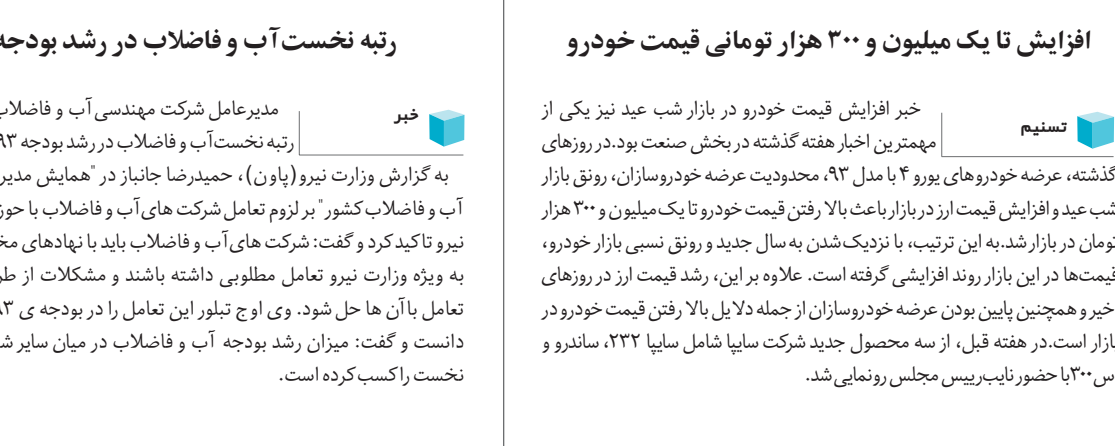 افزایش تا یک میلیون و ۳۰۰ هزار تومانی قیمت خودرو
تسنیم
خبر افزایش قیمت خودرو در بازار شب عید نیز یکی از
مهمترین اخبار هفته گذشته در بخش صنعت بود.در روزهای
گذشته، عرضه خودروهای یورو ۴ با مدل ۹۳، محدودیت عرضه خودروسازان، رونق بازار
شب عید و افزایش قیمت ارز در بازار باعث بالا رفتن قیمت خودرو تا یک میلیون و ۳۰۰ هزار
تومان در بازار شد.به این ترتیب، با نزدیک شدن به سال جدید و رونق نسبی بازار خودرو،
قیمت‌ها در این بازار روند افزایشی گرفته است. علاوه بر این، رشد قیمت ارز در روزهای
اخیر و همچنین پایین بودن عرضه خودروسازان از جمله دلایل بالا رفتن قیمت خودرو در
بازار است.در هفته قبل، از سه محصول جدید شرکت سایپا شامل سایپا ۲۳۲، ساندرو و
س۳۰۰با حضور نایب‌رییس مجلس رونمایی شد.
رتبه نخست آب و فاضلاب در رشد بودجه
خبر
مدیرعامل شرکت مهندسی آب و فاضلاب
رتبه نخست آب و فاضلاب در رشد بودجه ۹۳
به گزارش وزارت نیرو (پاون)، حمیدرضا جانباز در "همایش مدیر
آب و فاضلاب کشور" بر لزوم تعامل شرکت های آب و فاضلاب با حوز
نیرو تاکید کرد و گفت: شرکت های آب و فاضلاب باید با نهادهای مخ
به ویژه وزارت نیرو تعامل مطلوبی داشته باشند و مشکلات از طر
تعامل با آن ها حل شود. وی اوج تبلور این تعامل را در بودجه ی ۹۳
دانست و گفت: میزان رشد بودجه آب و فاضلاب در میان سایر ش
نخست را کسب کرده است.